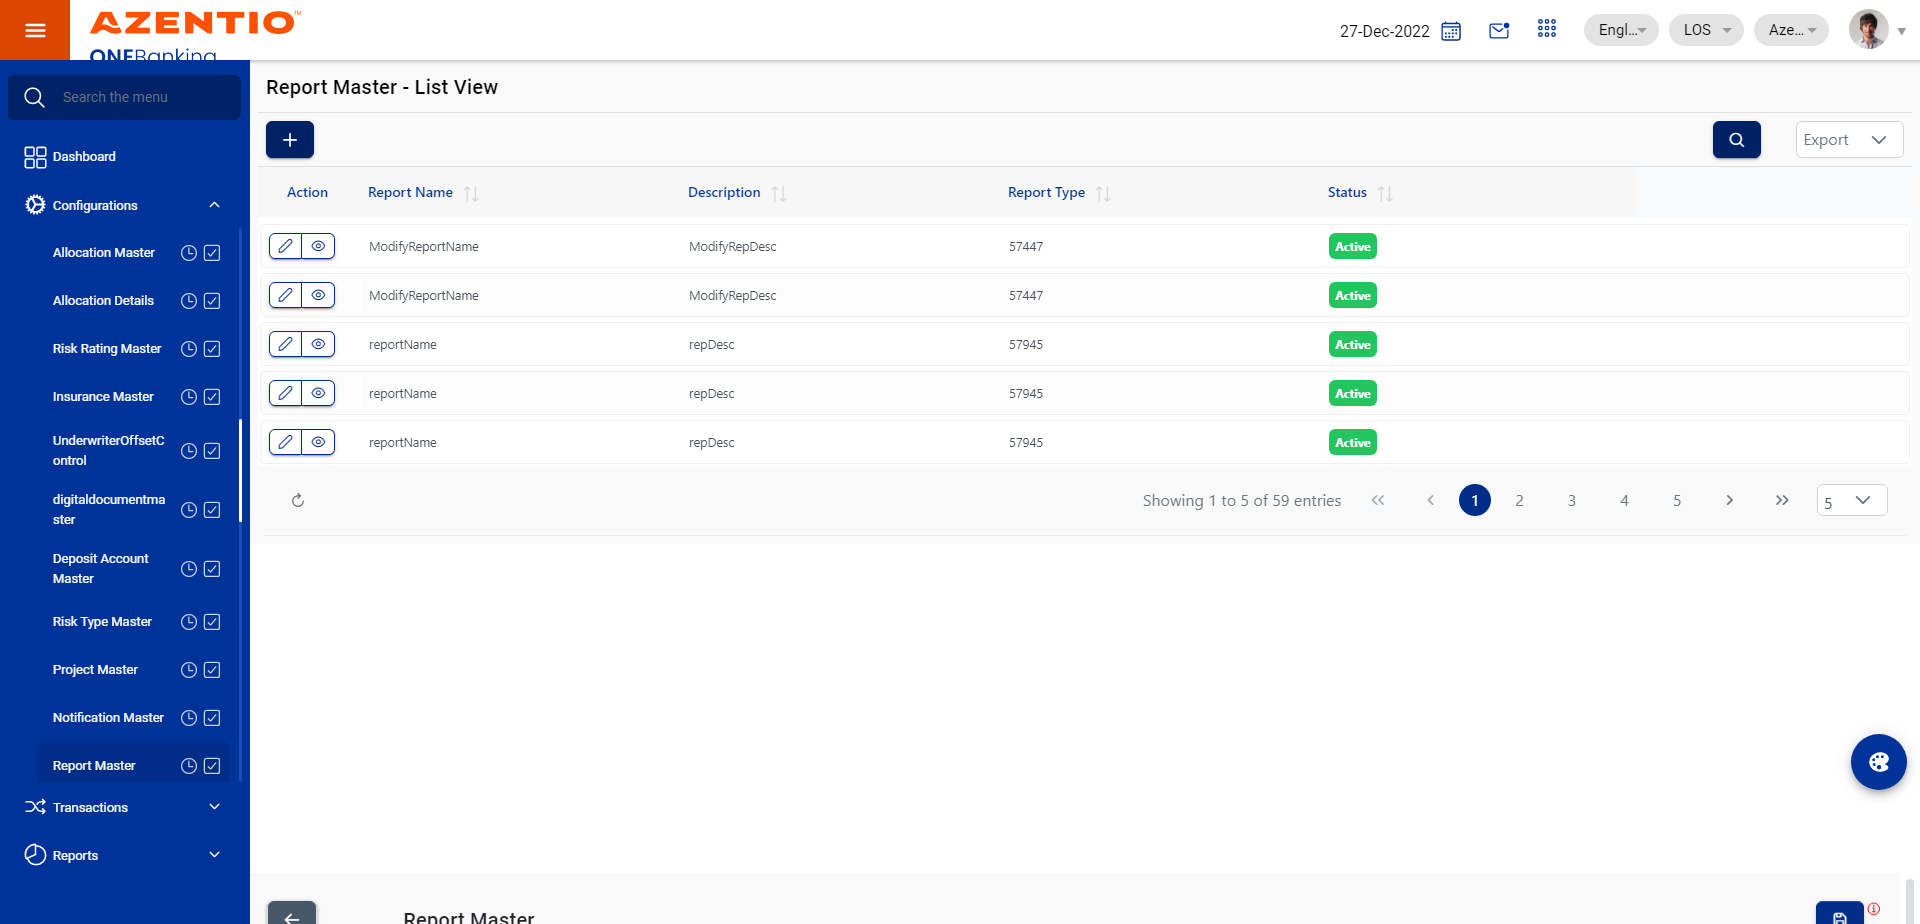 AZENTIO™
ONEBanking
27-Dec-2022
Engl...
LOS
Aze...
Search the menu
Dashboard
Configurations
Allocation Master
Allocation Details
Risk Rating Master
Insurance Master
UnderwriterOffsetC
ontrol
digitaldocumentma
ster
Deposit Account
Master
Risk Type Master
Project Master
Notification Master
Report Master
Transactions
Reports
Report Master - List View
Export
Action Report Name Description Report Type Status
ModifyReportName ModifyRepDesc 57447 Active
ModifyReportName ModifyRepDesc 57447 Active
reportName repDesc 57945 Active
reportName repDesc 57945 Active
reportName repDesc 57945 Active
Showing 1 to 5 of 59 entries
1 2 3 4 5
5
Report Master